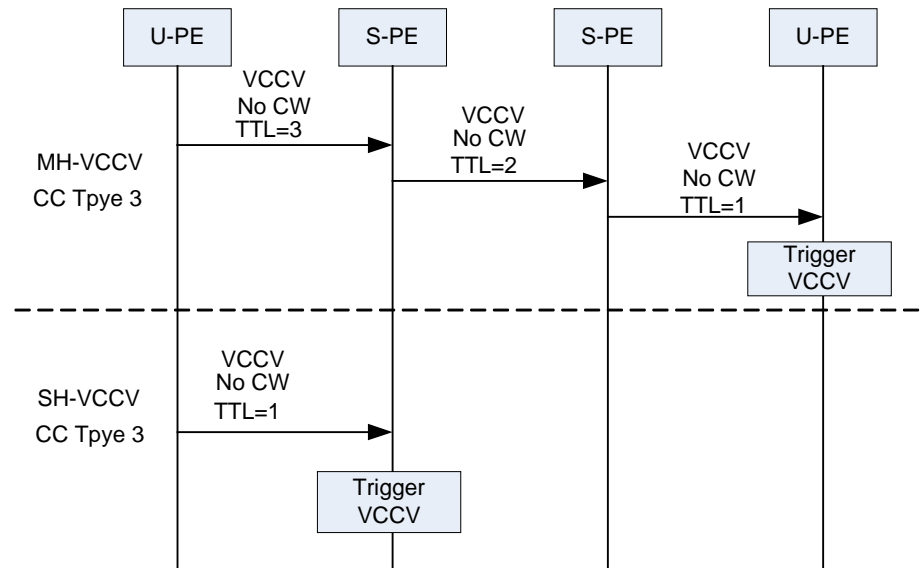 U-PE
S-PE
S-PE
U-PE
VCCV
No CW
TTL=3
VCCV
No CW
TTL=2
VCCV
No CW
TTL=1
MH-VCCV
CC Tpye 3
Trigger
VCCV
VCCV
No CW
TTL=1
SH-VCCV
CC Tpye 3
Trigger
VCCV